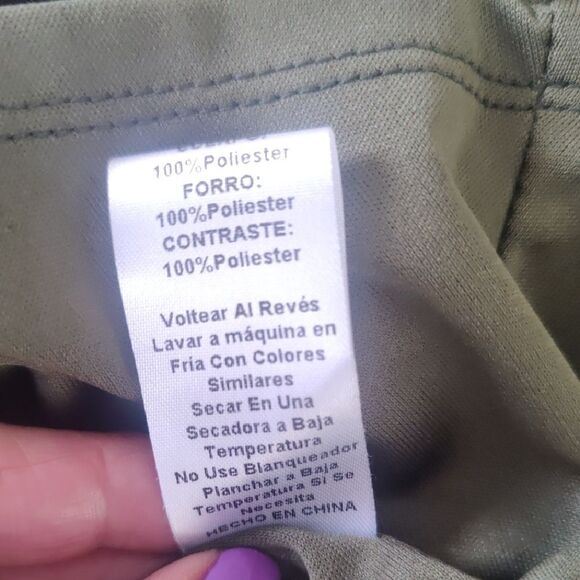 100%Poliester
FORRO:
100%Poliester
CONTRASTE:
100%Poliester
Voltear Al Revés
Lavar a máquina en
Fría Con Colores
Similares
Secar En Una
Secadora a Baja
Temperatura
No Use Blanqueador
Planchar a Baja
Temperatura Si Se
Necesita
HECHO EN CHINA